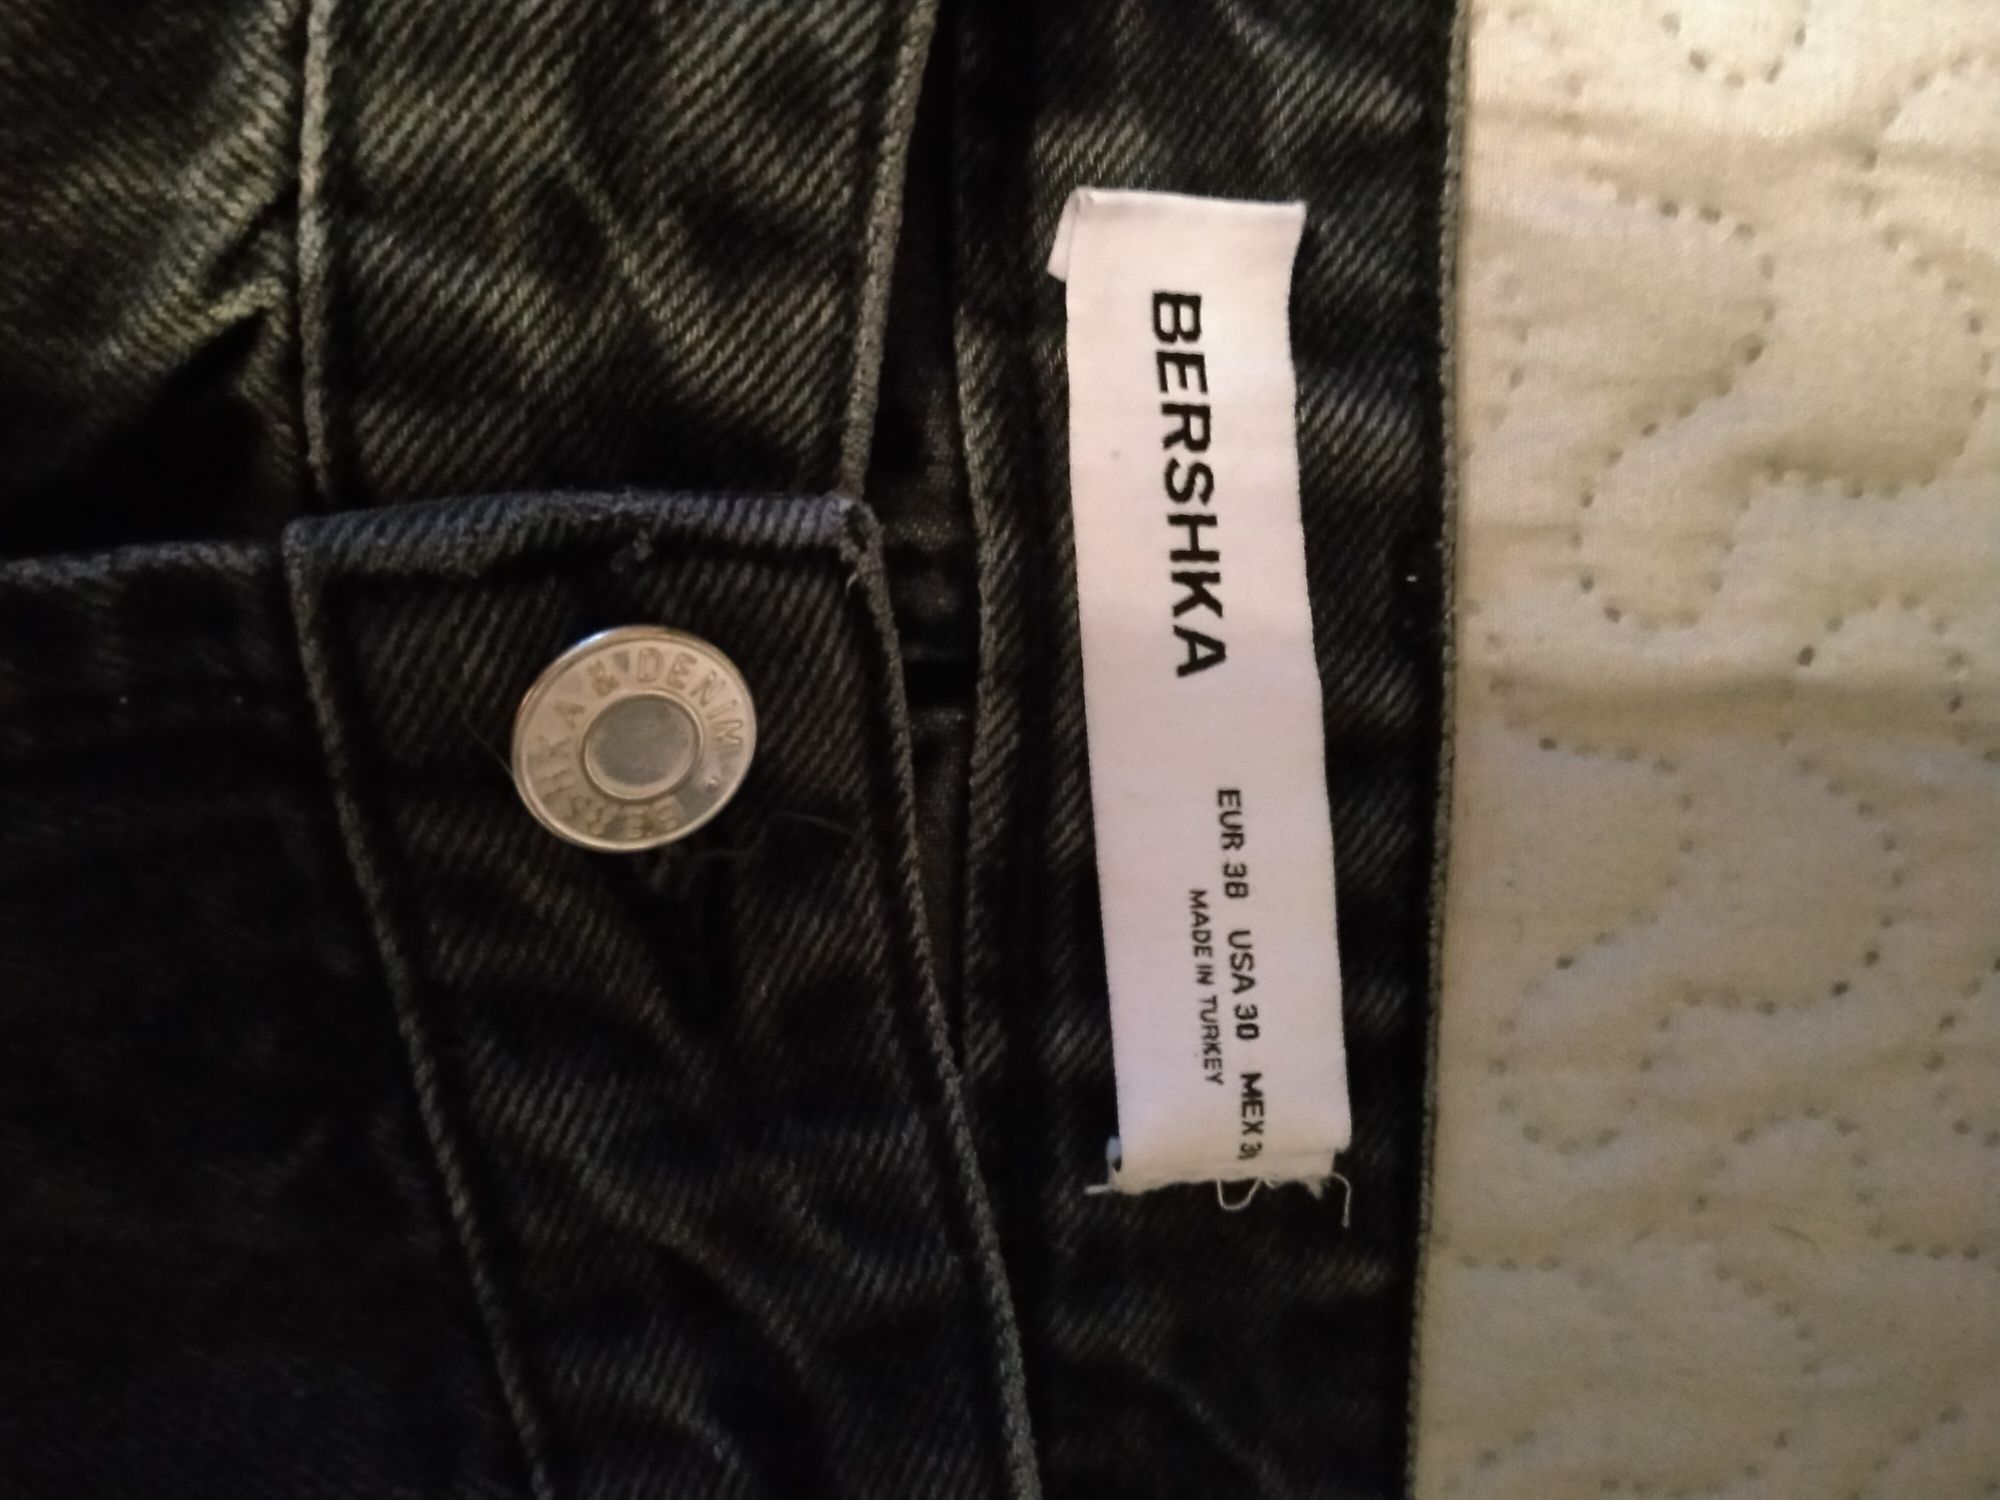 BERSHKA
EUR 38 USA 30 MEX
MADE IN TURKEY
BERSHKA & DENIM